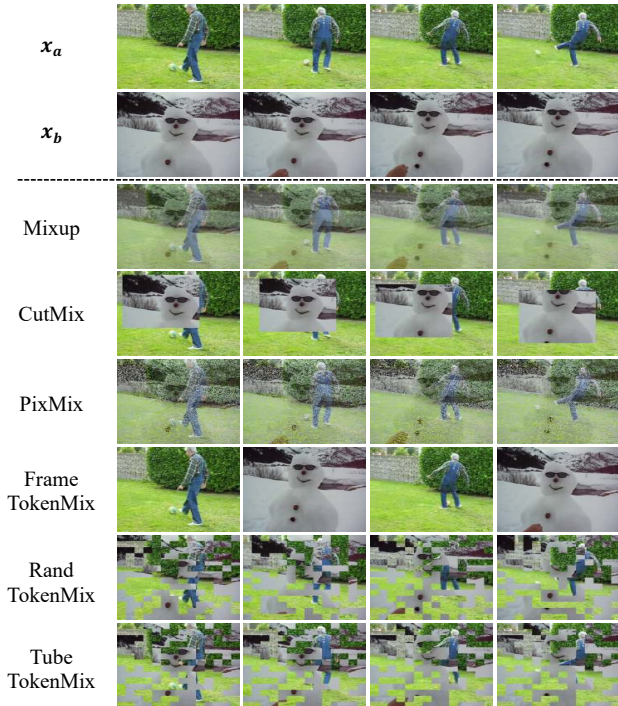 x_a
x_b
Mixup
CutMix
PixMix
Frame
TokenMix
Rand
TokenMix
Tube
TokenMix